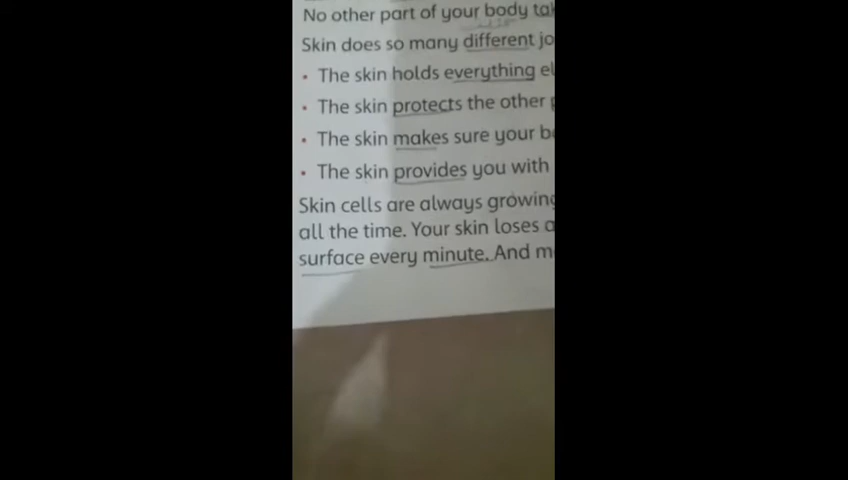 No other part of your body
Skin does so many different
• The skin holds everything
• The skin protects the other
• The skin makes sure your
• The skin provides you with
Skin cells are always growing
all the time. Your skin loses
surface every minute. And